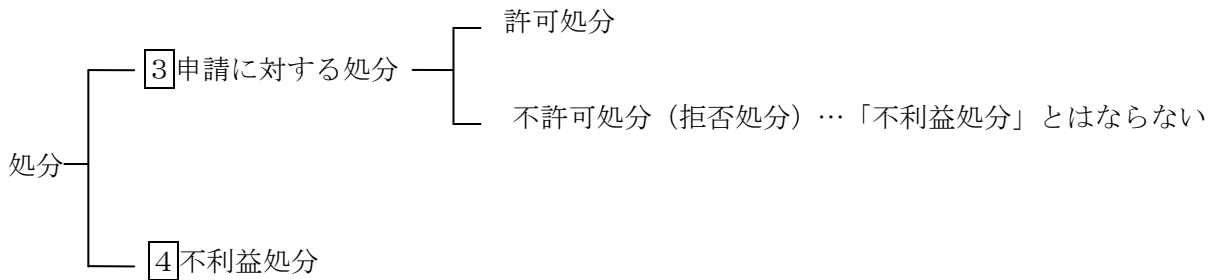 許可処分
3 申請に対する処分
不許可処分（拒否処分）…「不利益処分」とはならない
処分
4 不利益処分